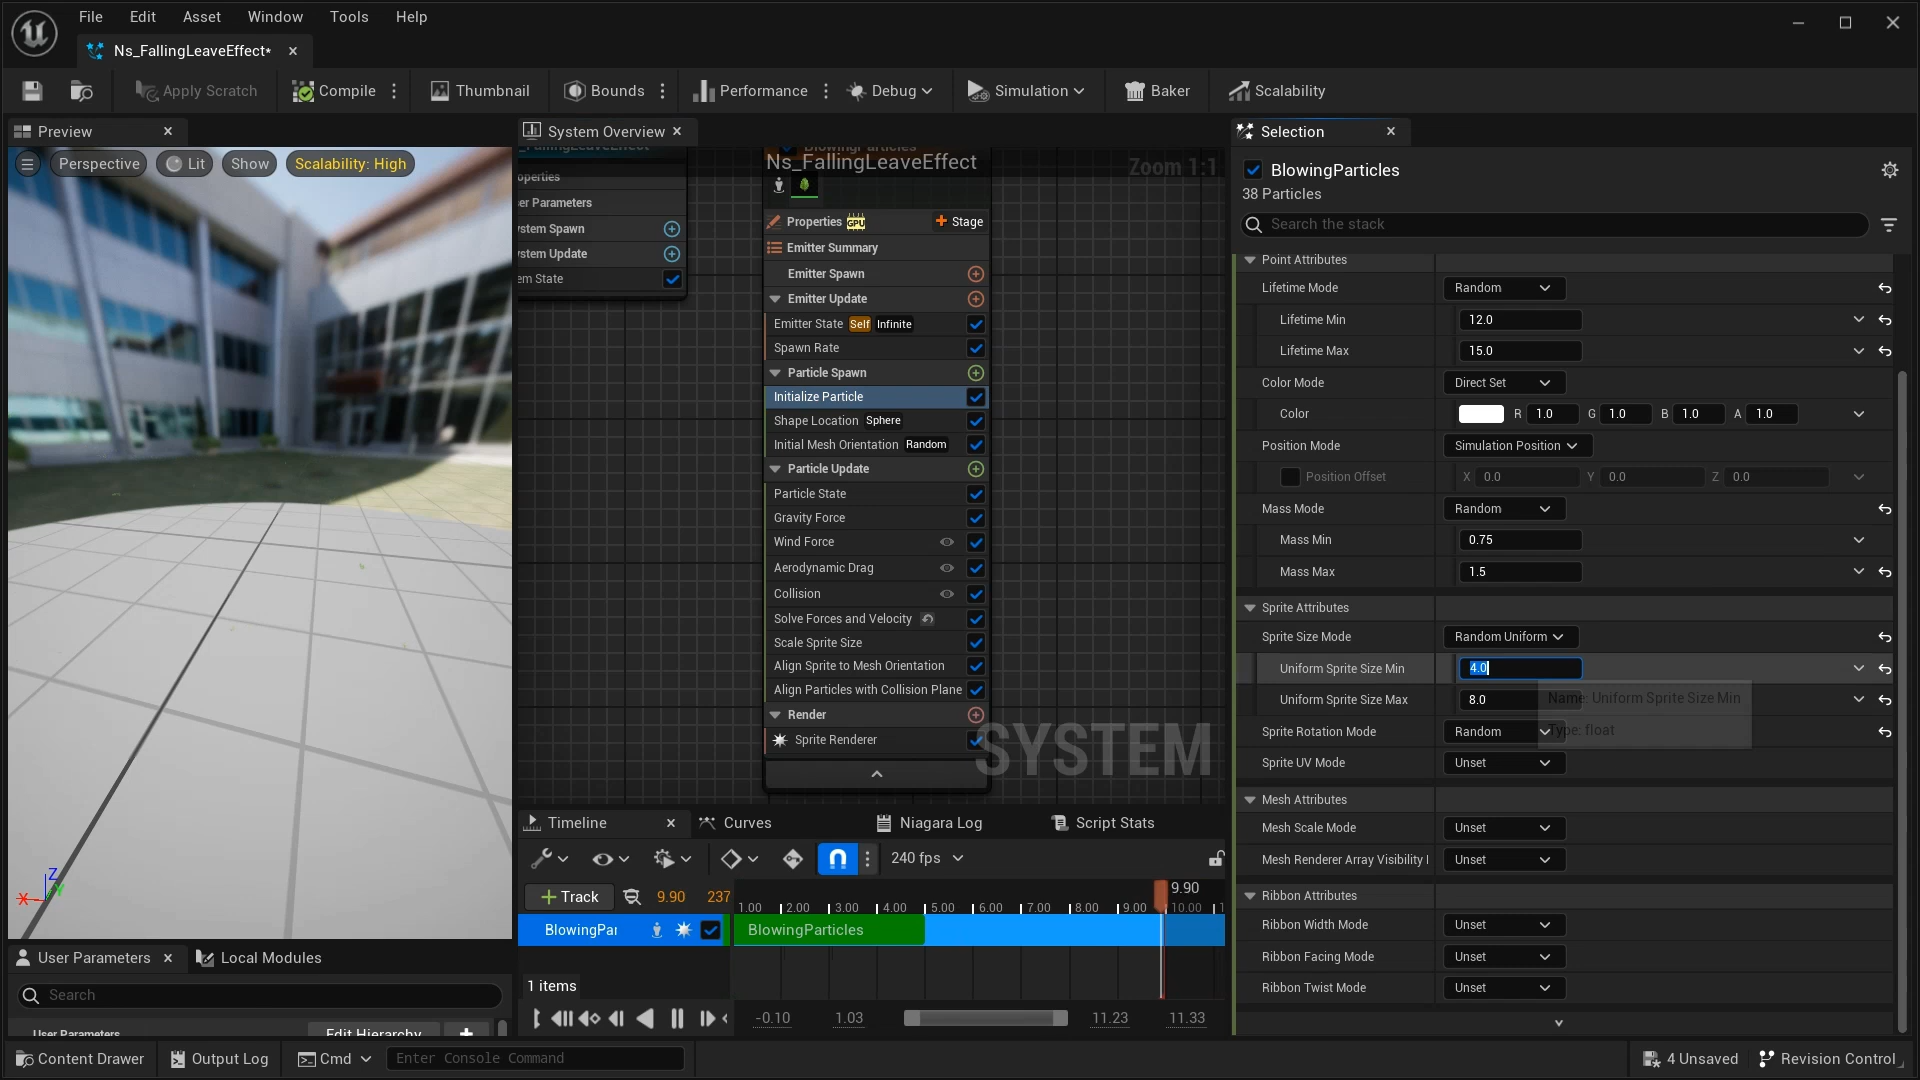 File Edit Asset Window Tools Help
Ns_FallingLeaveEffect*
Apply Scratch Compile Thumbnail Bounds Performance Debug Simulation Baker Scalability
Preview
Perspective Lit Show Scalability: High
X Z Y
User Parameters Local Modules
Search
User Parameters Edit Hierarchy
System Overview
Ns_FallingLeaveEffect
Zoom 1:1
SYSTEM
BlowingParticles
Properties GPU Stage
Emitter Summary
Emitter Spawn
Emitter Update
Emitter State Self Infinite
Spawn Rate
Particle Spawn
Initialize Particle
Shape Location Sphere
Initial Mesh Orientation Random
Particle Update
Particle State
Gravity Force
Wind Force
Aerodynamic Drag
Collision
Solve Forces and Velocity
Scale Sprite Size
Align Sprite to Mesh Orientation
Align Particles with Collision Plane
Render
Sprite Renderer
Timeline Curves Niagara Log Script Stats
240 fps
Track 9.90 237
9.90
1.00 2.00 3.00 4.00 5.00 6.00 7.00 8.00 9.00 10.00
BlowingPar BlowingParticles
1 items
-0.10 1.03 11.23 11.33
Selection
BlowingParticles
38 Particles
Search the stack
Point Attributes
Lifetime Mode Random
Lifetime Min 12.0
Lifetime Max 15.0
Color Mode Direct Set
Color R 1.0 G 1.0 B 1.0 A 1.0
Position Mode Simulation Position
Position Offset X 0.0 Y 0.0 Z 0.0
Mass Mode Random
Mass Min 0.75
Mass Max 1.5
Sprite Attributes
Sprite Size Mode Random Uniform
Uniform Sprite Size Min 4.0
Uniform Sprite Size Max 8.0
Name: Uniform Sprite Size Min
Type: float
Sprite Rotation Mode Random
Sprite UV Mode Unset
Mesh Attributes
Mesh Scale Mode Unset
Mesh Renderer Array Visibility Unset
Ribbon Attributes
Ribbon Width Mode Unset
Ribbon Facing Mode Unset
Ribbon Twist Mode Unset
Content Drawer Output Log Cmd Enter Console Command 4 Unsaved Revision Control